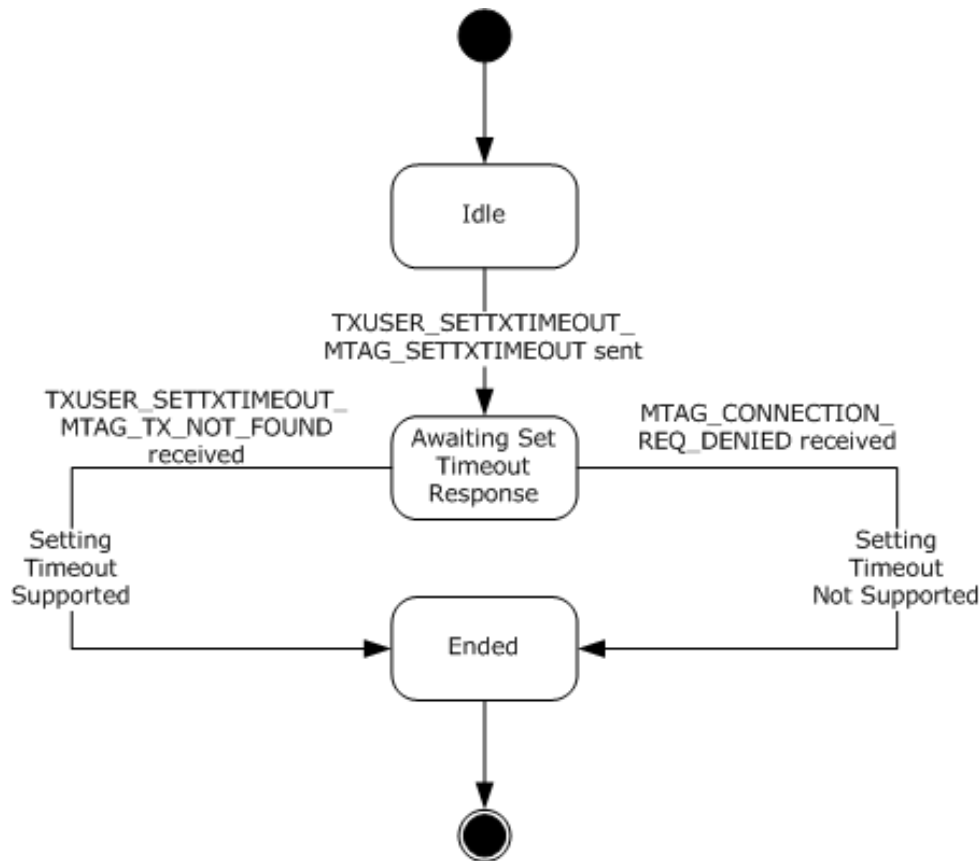 Idle
TXUSER_SETTXTIMEOUT_
MTAG_SETTXTIMEOUT sent
TXUSER_SETTXTIMEOUT_
MTAG_TX_NOT_FOUND
received
Awaiting Set
Timeout
Response
MTAG_CONNECTION_
REQ_DENIED received
Setting
Timeout
Supported
Setting
Timeout
Not Supported
Ended